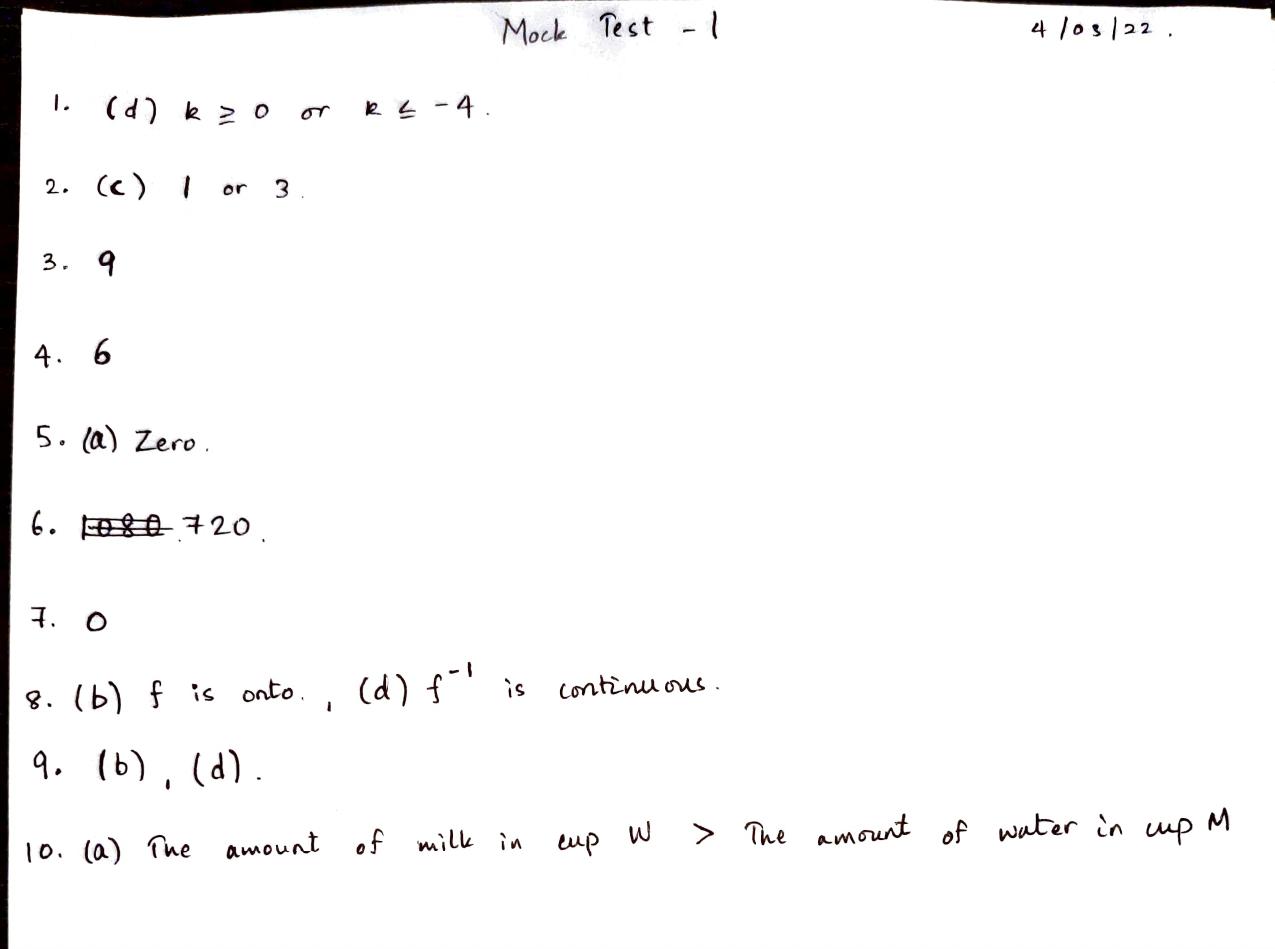 Mock Test - 1 4/03/22.
1. (d) k ≥ 0 or k ≤ -4.
2. (c) 1 or 3.
3. 9
4. 6
5. (a) Zero.
6. 1080 720.
7. 0
8. (b) f is onto., (d) f⁻¹ is continuous.
9. (b), (d).
10. (a) The amount of milk in cup W > The amount of water in cup M